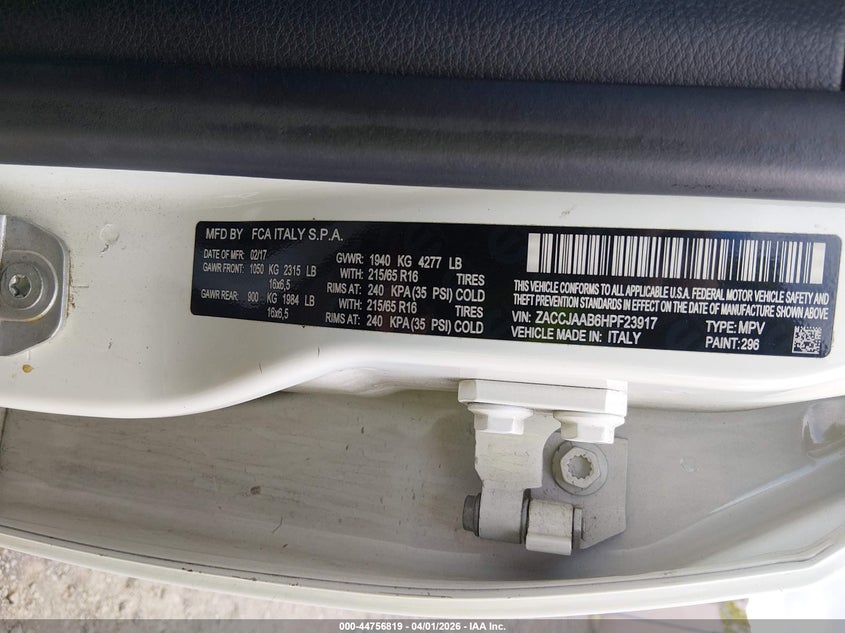 MFD BY FCA ITALY S.P.A.
DATE OF MFR: 02/17 GVWR: 1940 KG 4277 LB
GAWR FRONT: 1050 KG 2315 LB WITH: 215/65 R16 TIRES
16x6,5 RIMS AT: 240 KPA (35 PSI) COLD
GAWR REAR: 900 KG 1984 LB WITH: 215/65 R16 TIRES
16x6,5 RIMS AT: 240 KPA (35 PSI) COLD
THIS VEHICLE CONFORMS TO ALL APPLICABLE U.S.A. FEDERAL MOTOR VEHICLE SAFETY AND
THEFT PREVENTION STANDARDS IN EFFECT ON THE DATE OF MANUFACTURE SHOWN ABOVE
VIN: ZACCJAAB6HPF23917 TYPE: MPV
VEHICLE MADE IN: ITALY PAINT: 296
000-44756819 / 04/01/2026 - IAA Inc.